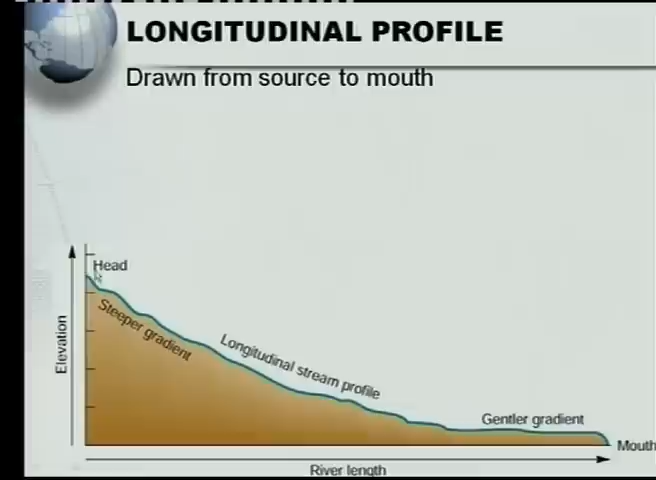 LONGITUDINAL PROFILE
Drawn from source to mouth
Head
Steeper gradient
Longitudinal stream profile
Gentler gradient
Elevation
Mouth
River length